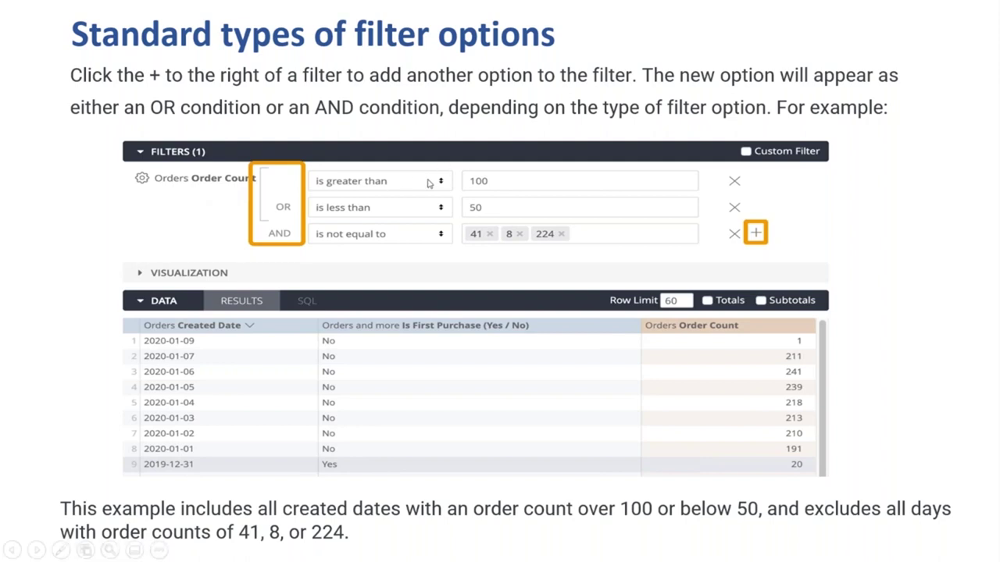 Standard types of filter options
Click the + to the right of a filter to add another option to the filter. The new option will appear as
either an OR condition or an AND condition, depending on the type of filter option. For example:
FILTERS (1) Custom Filter
Orders Order Count is greater than 100
OR is less than 50
AND is not equal to 41 × 8 × 224 ×
VISUALIZATION
DATA RESULTS SQL Row Limit 60 Totals Subtotals
Orders Created Date Orders and more Is First Purchase (Yes / No) Orders Order Count
1 2020-01-09 No 1
2 2020-01-07 No 211
3 2020-01-06 No 241
4 2020-01-05 No 239
5 2020-01-04 No 218
6 2020-01-03 No 213
7 2020-01-02 No 210
8 2020-01-01 No 191
9 2019-12-31 Yes 20
This example includes all created dates with an order count over 100 or below 50, and excludes all days
with order counts of 41, 8, or 224.